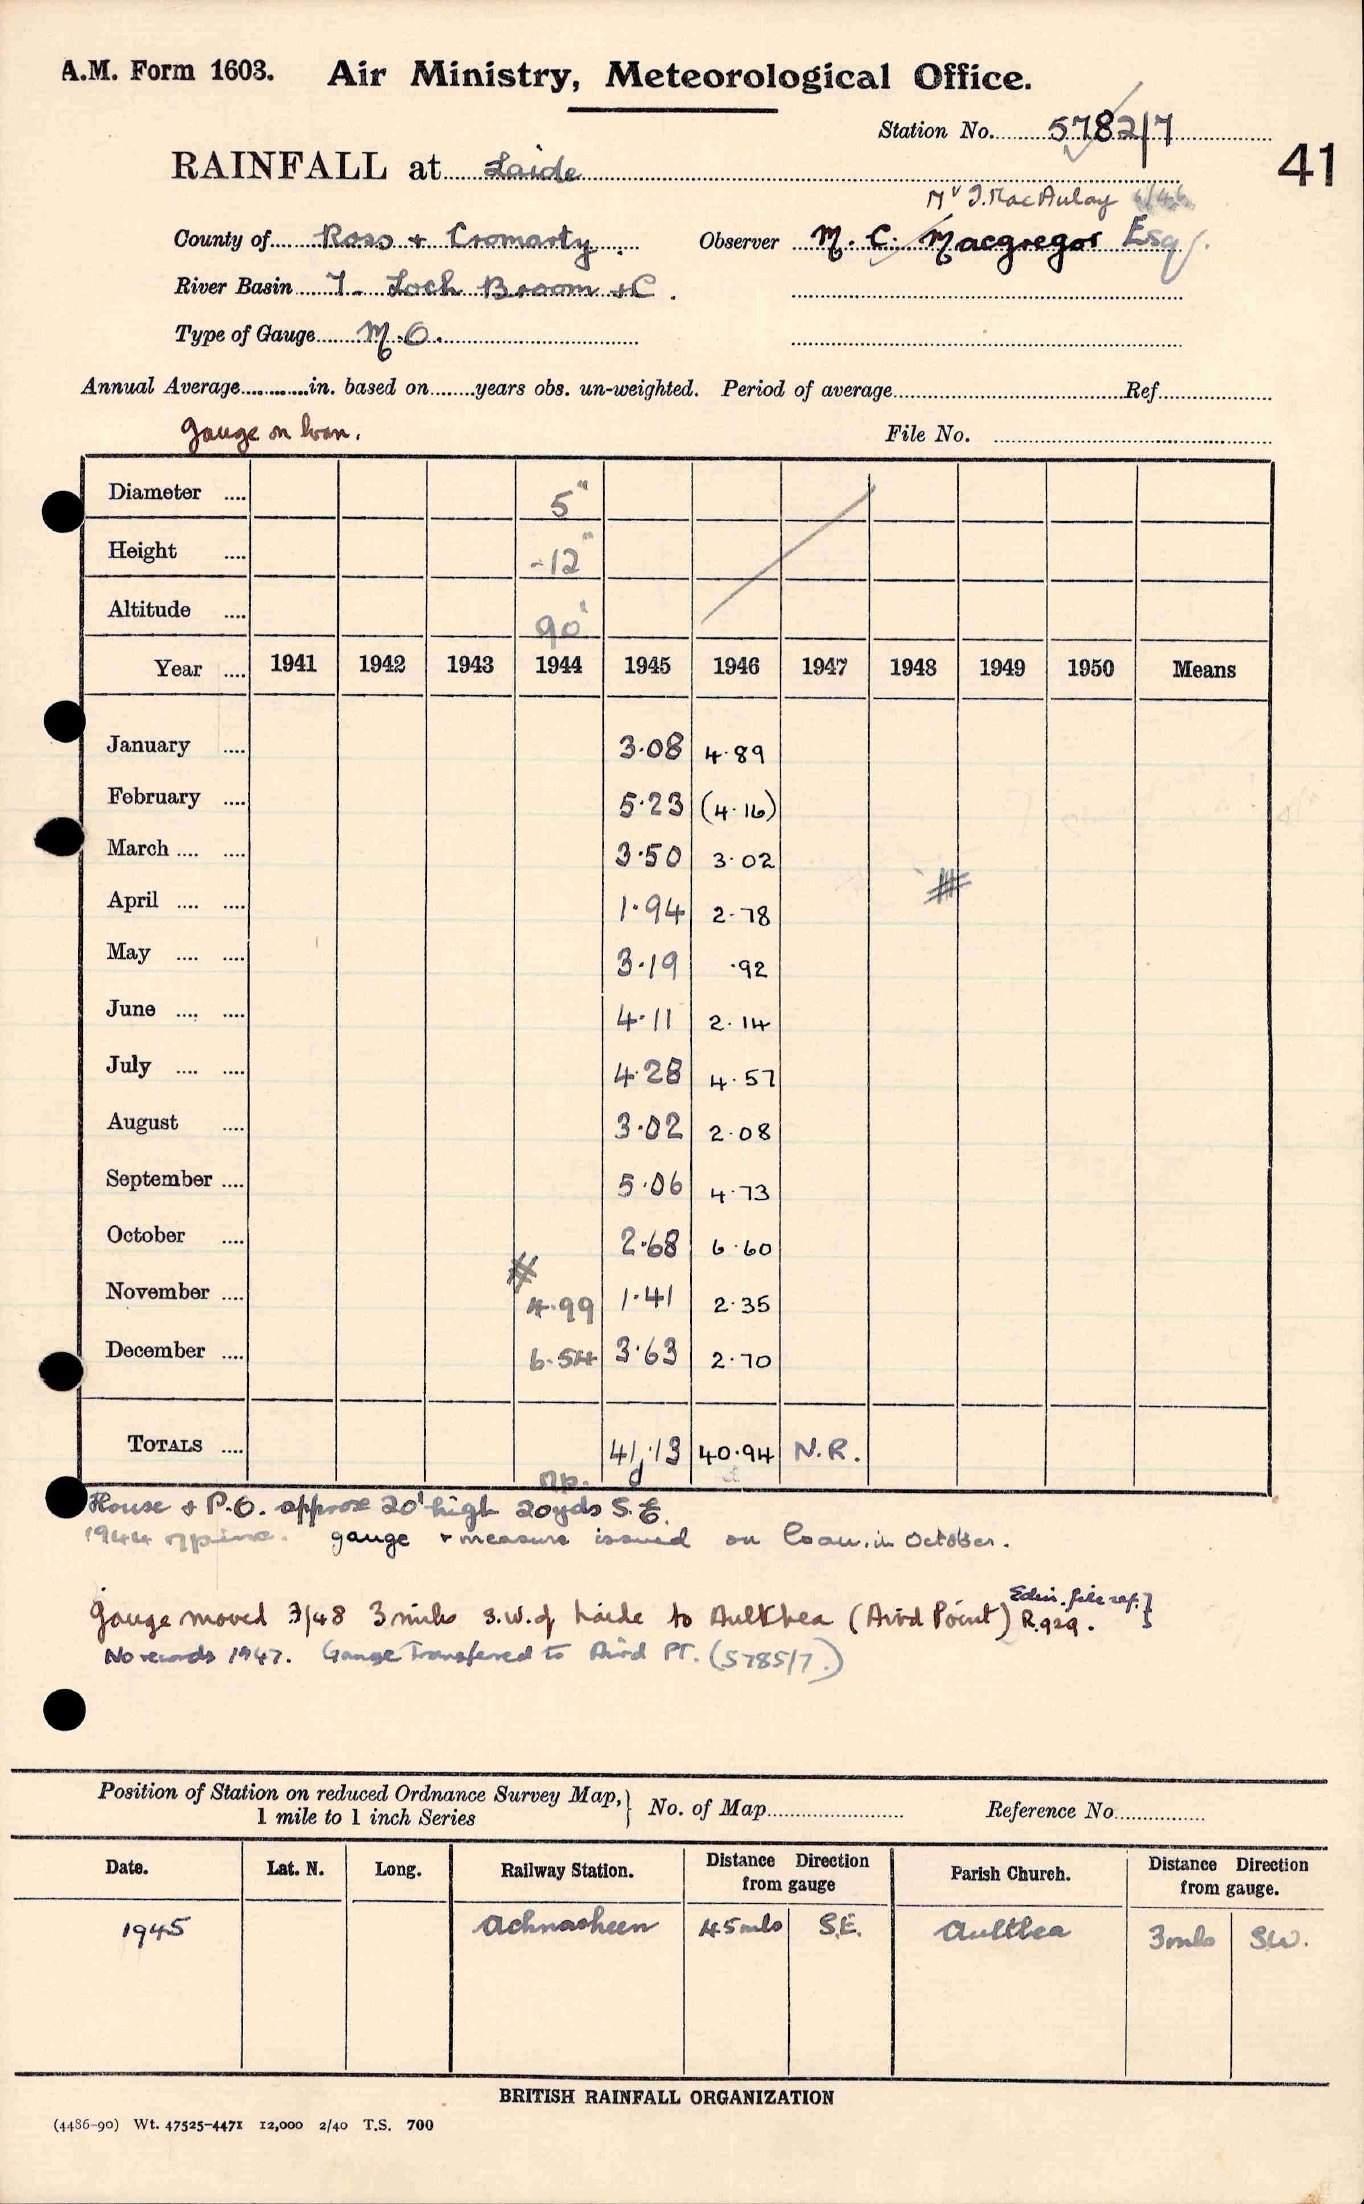 A.M. Form 1603. Air Ministry, Meteorological Office.
Station No. 5782/7
41
RAINFALL at Laide
Mr J. MacAulay
County of Ross + Cromarty. Observer M. C. Macgregor Esq.
River Basin 7. Loch Broom + C.
Type of Gauge M.O.
Annual Average in. based on years obs. un-weighted. Period of average Ref
Gauge on loan. File No.
Diameter .... 5"
Height .... -12"
Altitude .... 90'
Year .... 1941 1942 1943 1944 1945 1946 1947 1948 1949 1950 Means
January .... 3.08 4.89
February .... 5.23 (4.16)
March .... .... 3.50 3.02
April .... .... 1.94 2.78
May .... .... 3.19 .92
June .... .... 4.11 2.14
July .... .... 4.28 4.57
August .... 3.02 2.08
September .... 5.06 4.73
October .... 2.68 6.60
November .... 4.99 1.41 2.35
December .... 6.54 3.63 2.70
TOTALS .... 41.13 40.94 N.R.
np.
House + P.O. approx 20' high 20yds S.E.
1944 gauge + measure issued on loan in October.
Edin. file ref. }
Gauge moved 3/48 3 miles S.W. of Laide to Aultbea (Aird Point) R.929.
No records 1947. Gauge Transferred to Aird Pt. (5785/7.)
Position of Station on reduced Ordnance Survey Map, } No. of Map Reference No.
1 mile to 1 inch Series
Date. Lat. N. Long. Railway Station. Distance Direction from gauge Parish Church. Distance Direction from gauge.
1945 Achnasheen 45mls S.E. Aultbea 3mls SW.
BRITISH RAINFALL ORGANIZATION
(4486-90) Wt. 47525-4471 12,000 2/40 T.S. 700